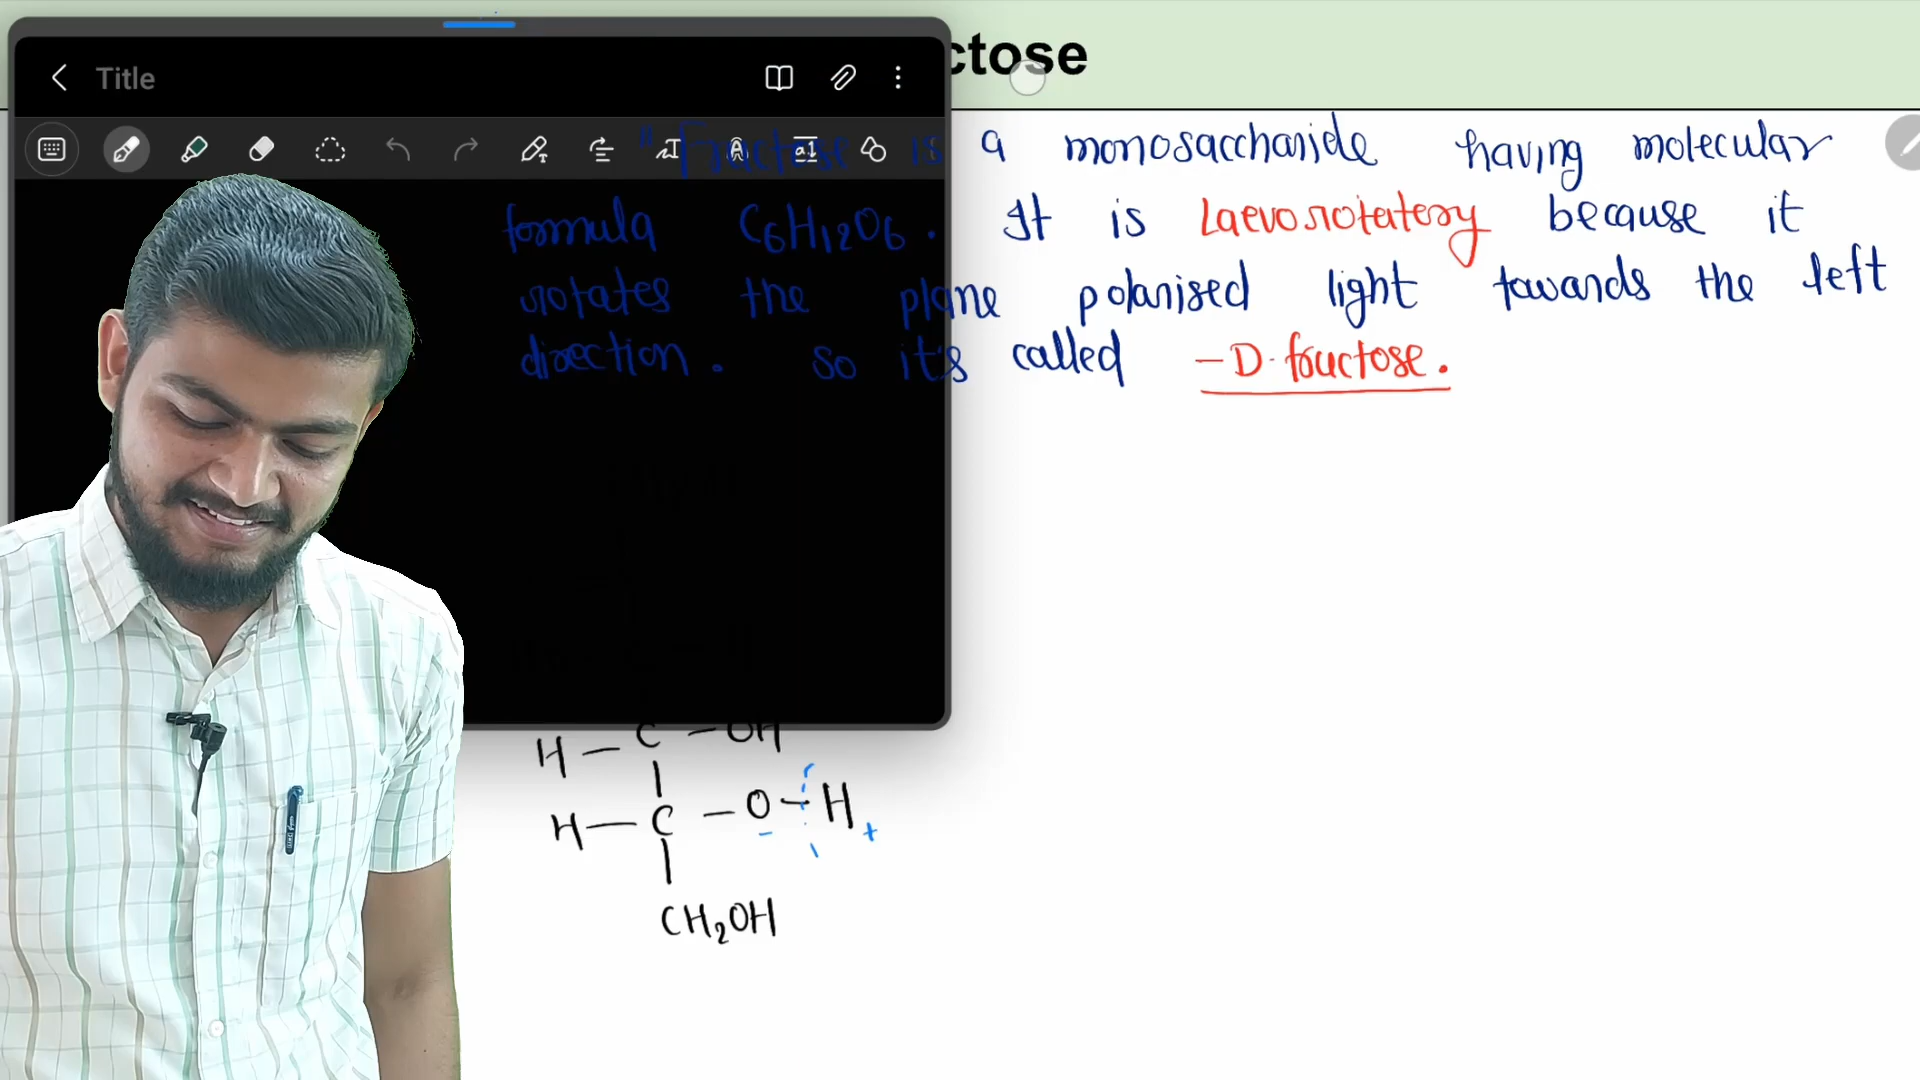 ctose
Title
"Fructose is a monosaccharide having molecular
formula C6H12O6. It is Laevorotatory because it
rotates the plane polarised light towards the left
direction. so it's called -D-fructose.
H - C - OH
H - C - O - H
- +
CH2OH